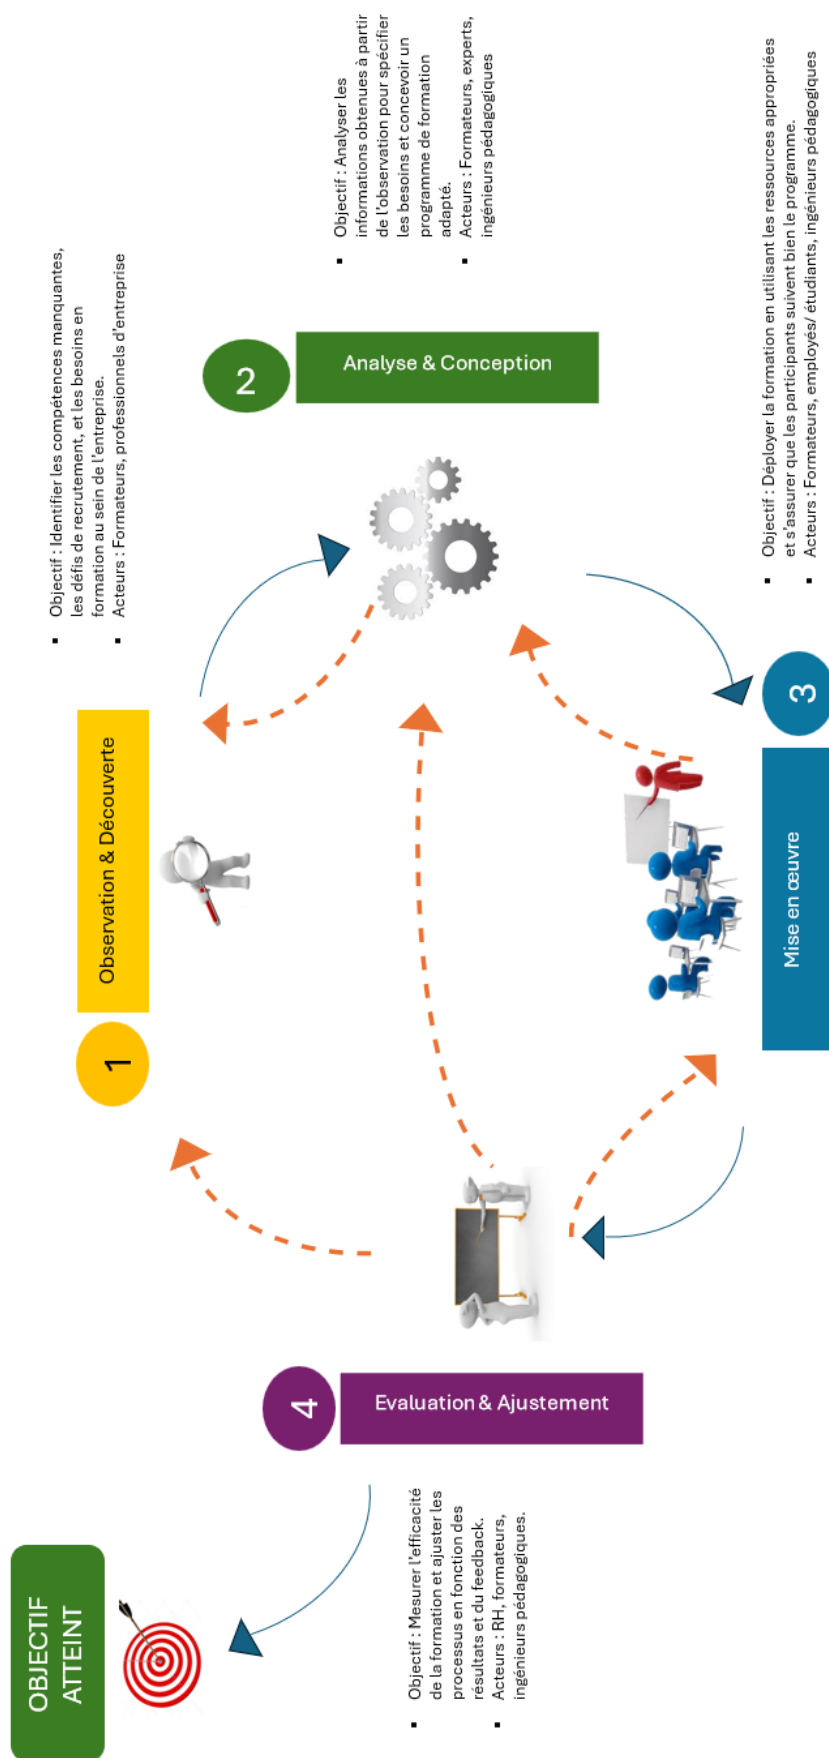 1
Observation & Découverte
▪ Objectif : Identifier les compétences manquantes,
les défis de recrutement, et les besoins en
formation au sein de l'entreprise.
▪ Acteurs : Formateurs, professionnels d'entreprise
2
Analyse & Conception
▪ Objectif : Analyser les
informations obtenues à partir
de l'observation pour spécifier
les besoins et concevoir un
programme de formation
adapté.
▪ Acteurs : Formateurs, experts,
ingénieurs pédagogiques
3
Mise en œuvre
▪ Objectif : Déployer la formation en utilisant les ressources appropriées
et s'assurer que les participants suivent bien le programme.
▪ Acteurs : Formateurs, employés/ étudiants, ingénieurs pédagogiques
4
Evaluation & Ajustement
▪ Objectif : Mesurer l'efficacité
de la formation et ajuster les
processus en fonction des
résultats et du feedback.
▪ Acteurs : RH, formateurs,
ingénieurs pédagogiques.
OBJECTIF
ATTEINT